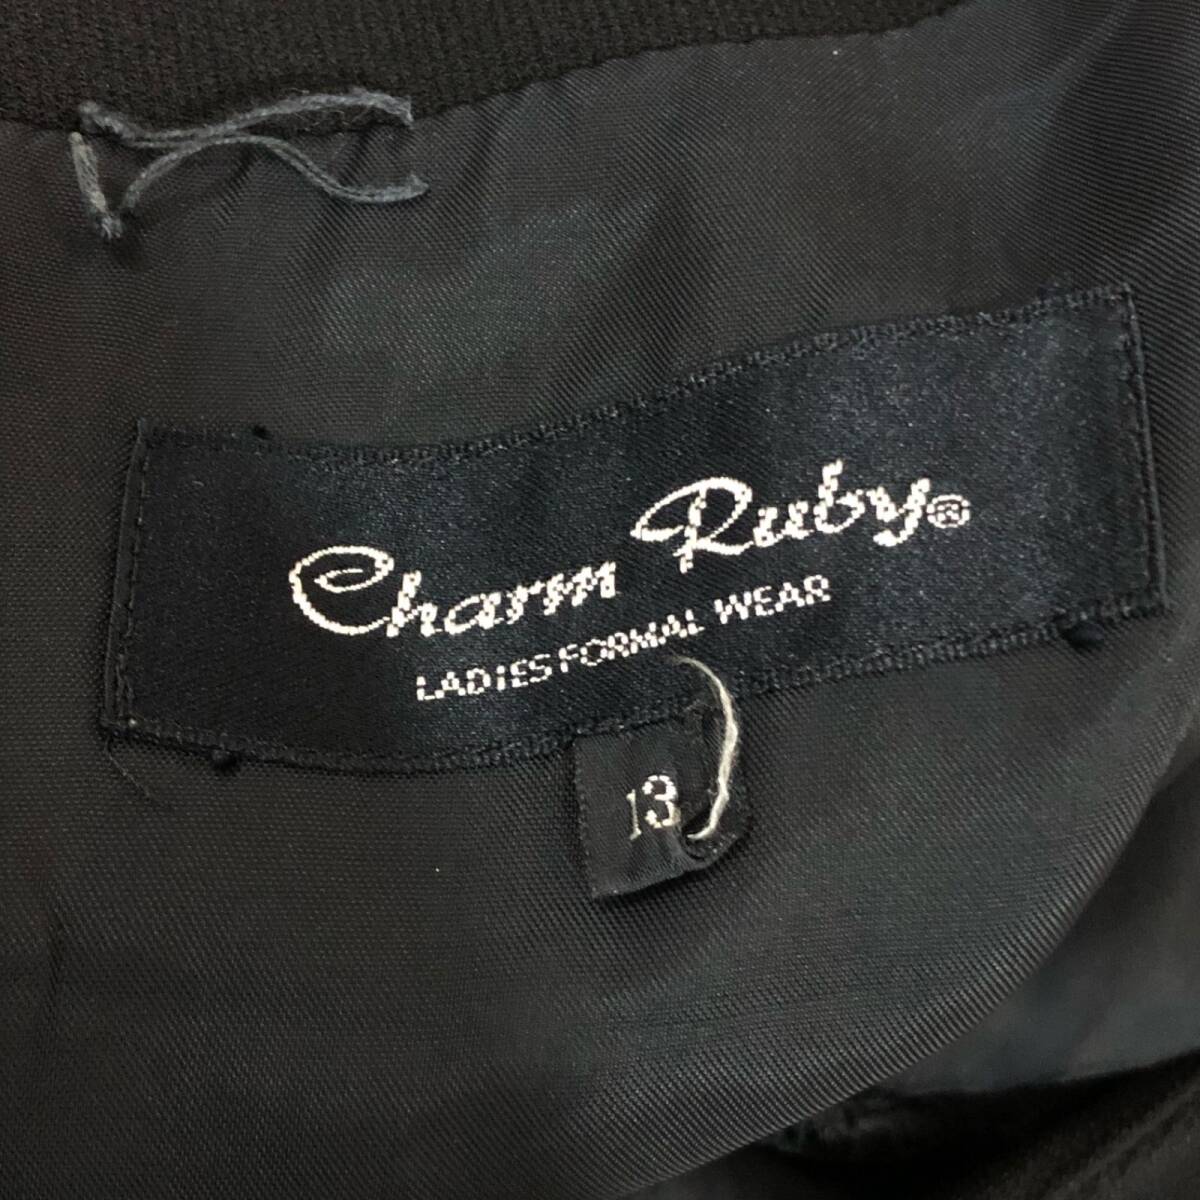 Charm Ruby®
LADIES FORMAL WEAR
13